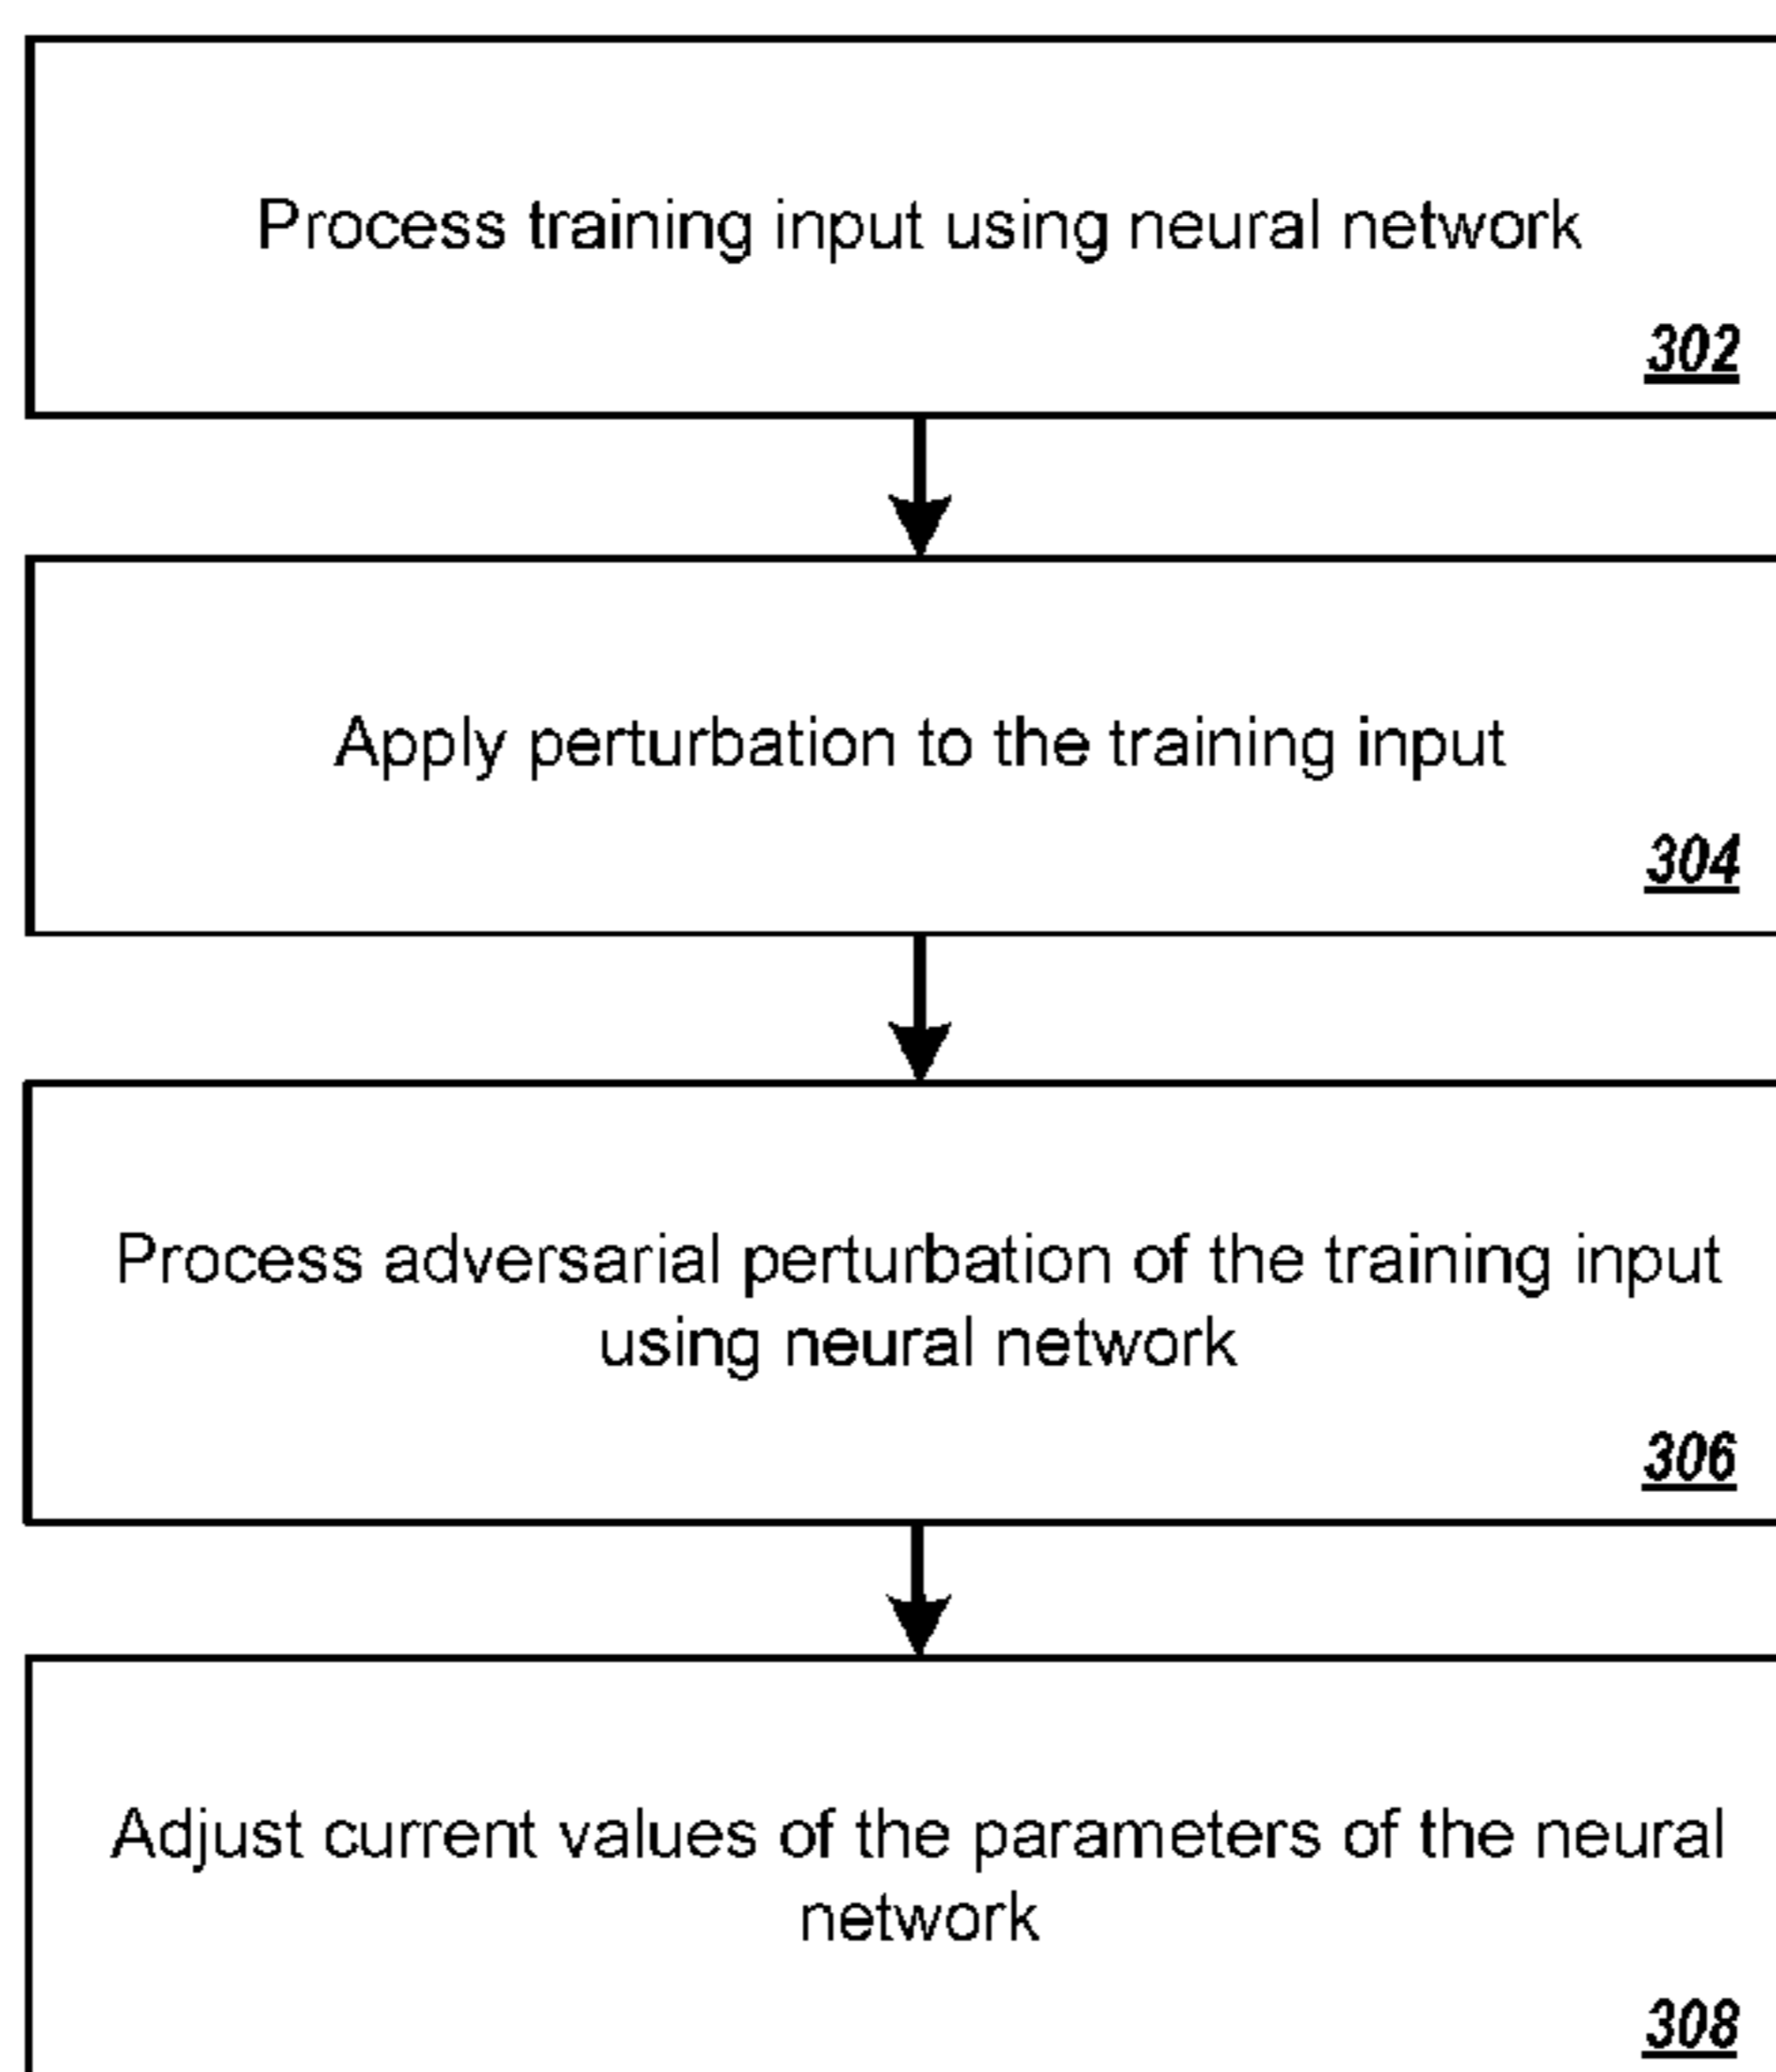 Process training input using neural network
302
Apply perturbation to the training input
304
Process adversarial perturbation of the training input
using neural network
306
Adjust current values of the parameters of the neural
network
308